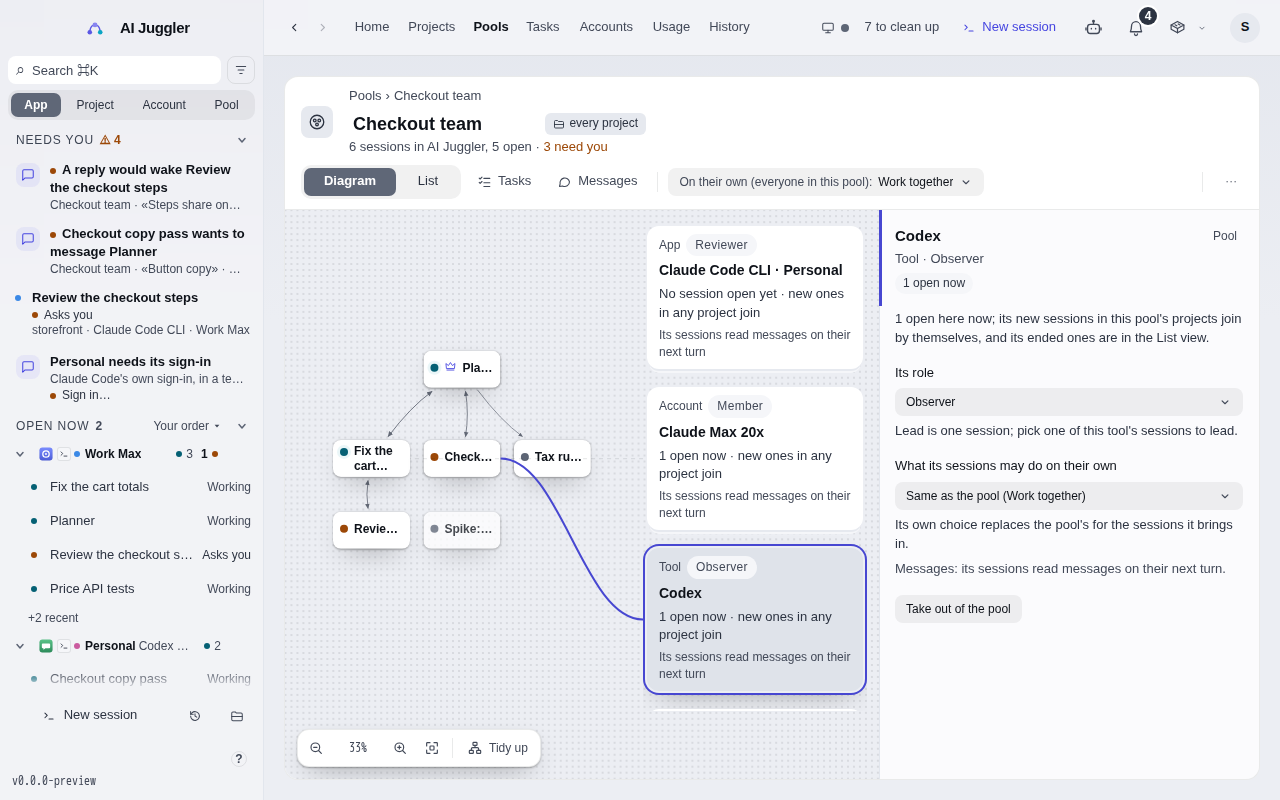 AI Juggler
Search ⌘K
App Project Account Pool
NEEDS YOU 4
A reply would wake Review the checkout steps
Checkout team · «Steps share on…
Checkout copy pass wants to message Planner
Checkout team · «Button copy» · …
Review the checkout steps
Asks you
storefront · Claude Code CLI · Work Max
Personal needs its sign-in
Claude Code's own sign-in, in a te…
Sign in…
OPEN NOW 2 Your order
Work Max 3 1
Fix the cart totals Working
Planner Working
Review the checkout s… Asks you
Price API tests Working
+2 recent
Personal Codex … 2
Checkout copy pass Working
New session
?
v0.0.0-preview
Home Projects Pools Tasks Accounts Usage History
7 to clean up
New session
4
S
Pools › Checkout team
Checkout team every project
6 sessions in AI Juggler, 5 open · 3 need you
Diagram List Tasks Messages
On their own (everyone in this pool): Work together
Pla…
Fix the cart…
Check…
Tax ru…
Revie…
Spike:…
App Reviewer
Claude Code CLI · Personal
No session open yet · new ones
in any project join
Its sessions read messages on their
next turn
Account Member
Claude Max 20x
1 open now · new ones in any
project join
Its sessions read messages on their
next turn
Tool Observer
Codex
1 open now · new ones in any
project join
Its sessions read messages on their
next turn
33%
Tidy up
Codex Pool
Tool · Observer
1 open now
1 open here now; its new sessions in this pool's projects join
by themselves, and its ended ones are in the List view.
Its role
Observer
Lead is one session; pick one of this tool's sessions to lead.
What its sessions may do on their own
Same as the pool (Work together)
Its own choice replaces the pool's for the sessions it brings
in.
Messages: its sessions read messages on their next turn.
Take out of the pool